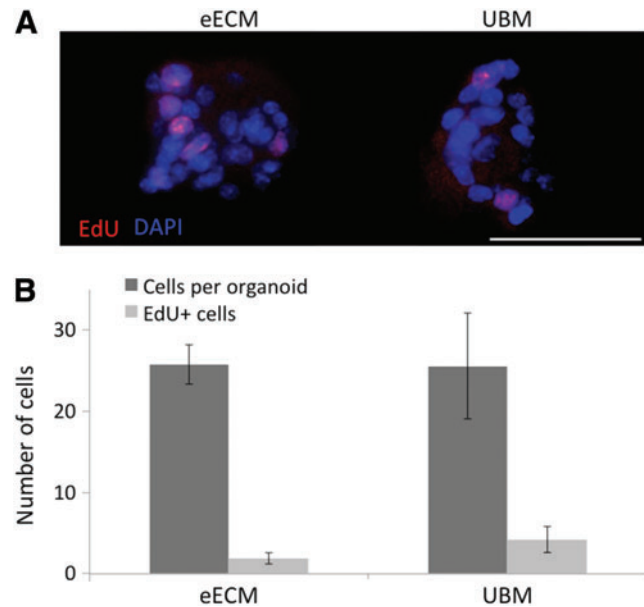 A
eECM UBM
EdU DAPI
B
Cells per organoid
EdU+ cells
30
20
10
0
Number of cells
eECM UBM